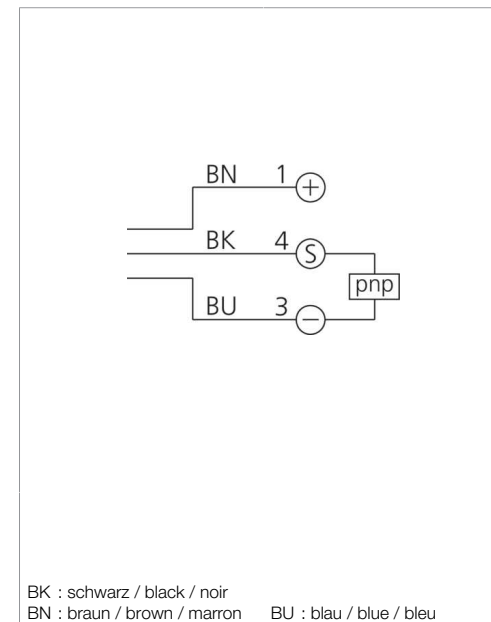 BN 1 +
BK 4 S
pnp
BU 3 −
BK : schwarz / black / noir
BN : braun / brown / marron BU : blau / blue / bleu